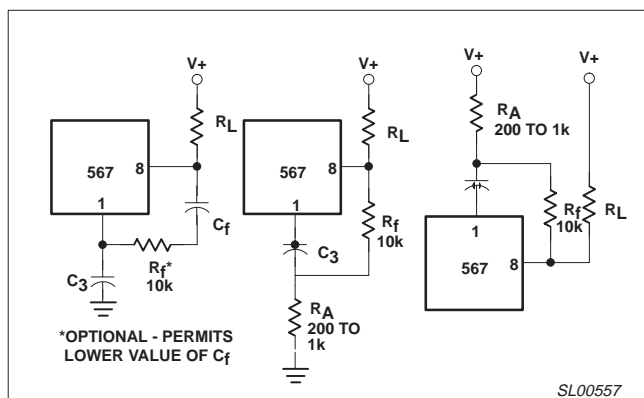 V+
RL
567
8
1
Cf
C3
Rf*
10k
*OPTIONAL - PERMITS
LOWER VALUE OF Cf
V+
RL
567
8
1
Rf
10k
C3
RA
200 TO
1k
V+
V+
RA
200 TO 1k
Rf
10k
RL
1
567
8
SL00557